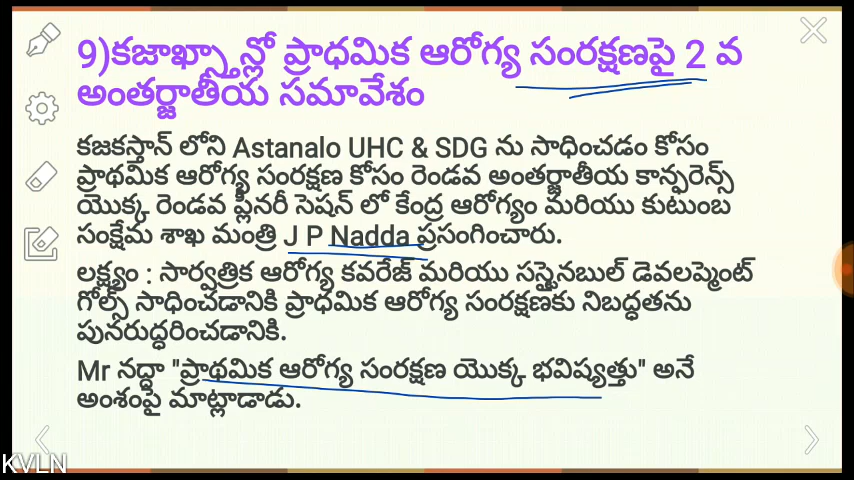 9)కజాఖ్స్తాన్లో ప్రాధమిక ఆరోగ్య సంరక్షణపై 2 వ
అంతర్జాతీయ సమావేశం
కజకస్తాన్ లోని Astanalo UHC & SDG ను సాధించడం కోసం
ప్రాథమిక ఆరోగ్య సంరక్షణ కోసం రెండవ అంతర్జాతీయ కాన్ఫరెన్స్
యొక్క రెండవ ప్లీనరీ సెషన్ లో కేంద్ర ఆరోగ్యం మరియు కుటుంబ
సంక్షేమ శాఖ మంత్రి J P Nadda ప్రసంగించారు.
లక్ష్యం : సార్వత్రిక ఆరోగ్య కవరేజ్ మరియు సస్టైనబుల్ డెవలప్మెంట్
గోల్స్ సాధించడానికి ప్రాధమిక ఆరోగ్య సంరక్షణకు నిబద్ధతను
పునరుద్ధరించడానికి.
Mr నద్దా "ప్రాథమిక ఆరోగ్య సంరక్షణ యొక్క భవిష్యత్తు" అనే
అంశంపై మాట్లాడాడు.
KVLN